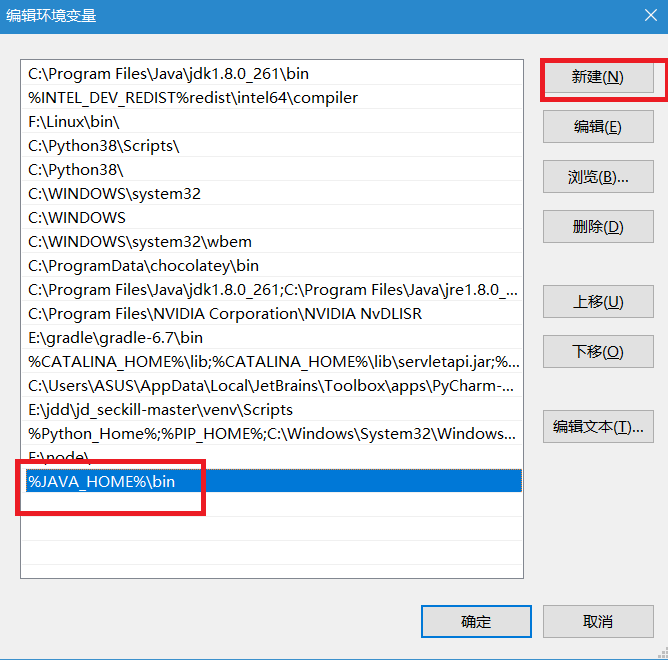 编辑环境变量
C:\Program Files\Java\jdk1.8.0_261\bin
%INTEL_DEV_REDIST%redist\intel64\compiler
F:\Linux\bin\
C:\Python38\Scripts\
C:\Python38\
C:\WINDOWS\system32
C:\WINDOWS
C:\WINDOWS\system32\wbem
C:\ProgramData\chocolatey\bin
C:\Program Files\Java\jdk1.8.0_261;C:\Program Files\Java\jre1.8.0_...
C:\Program Files\NVIDIA Corporation\NVIDIA NvDLISR
E:\gradle\gradle-6.7\bin
%CATALINA_HOME%\lib;%CATALINA_HOME%\lib\servletapi.jar;%...
C:\Users\ASUS\AppData\Local\JetBrains\Toolbox\apps\PyCharm-...
E:\jdd\jd_seckill-master\venv\Scripts
%Python_Home%;%PIP_HOME%;C:\Windows\System32\Windows...
F:\node\
%JAVA_HOME%\bin
新建(N)
编辑(E)
浏览(B)...
删除(D)
上移(U)
下移(O)
编辑文本(T)...
确定
取消